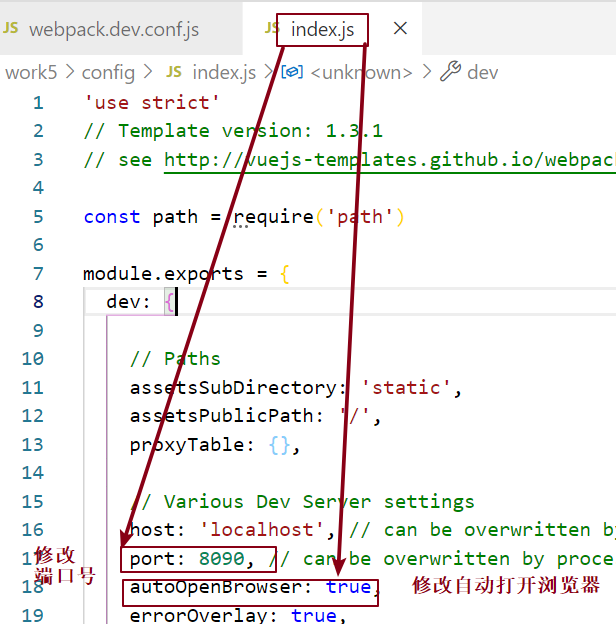 JS webpack.dev.conf.js JS index.js
work5 > config > JS index.js > <unknown> > dev
1 'use strict'
2 // Template version: 1.3.1
3 // see http://vuejs-templates.github.io/webpac
4
5 const path = require('path')
6
7 module.exports = {
8 dev: {
9
10 // Paths
11 assetsSubDirectory: 'static',
12 assetsPublicPath: '/',
13 proxyTable: {},
14
15 // Various Dev Server settings
16 host: 'localhost', // can be overwritten by
修改
端口号
port: 8090, // can be overwritten by proce
18 autoOpenBrowser: true, 修改自动打开浏览器
19 errorOverlay: true,